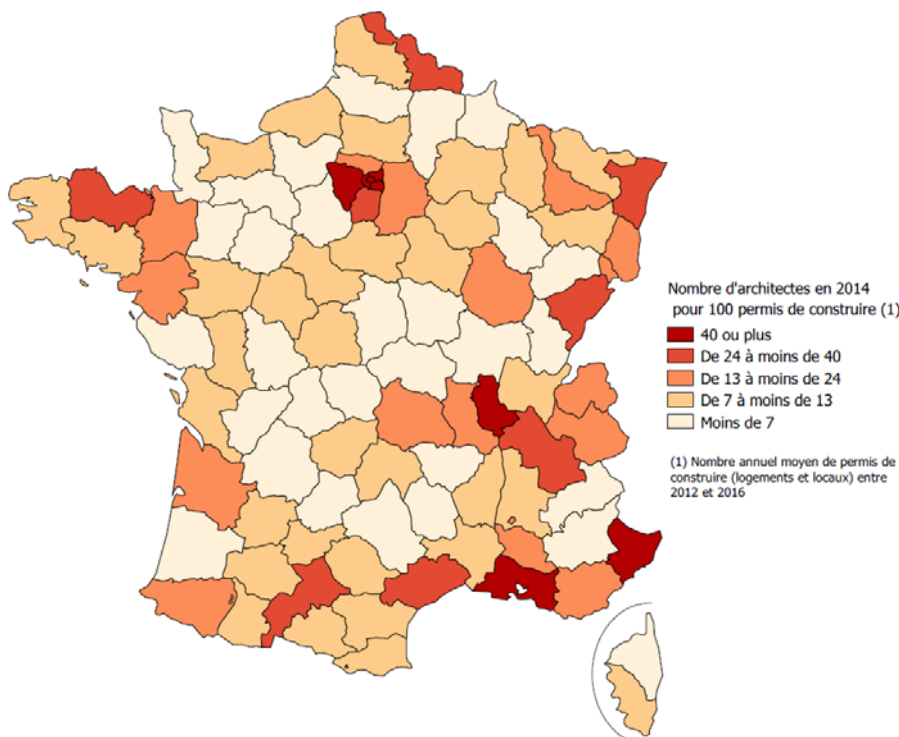 Nombre d'architectes en 2014
pour 100 permis de construire (1)
40 ou plus
De 24 à moins de 40
De 13 à moins de 24
De 7 à moins de 13
Moins de 7
(1) Nombre annuel moyen de permis de
construire (logements et locaux) entre
2012 et 2016